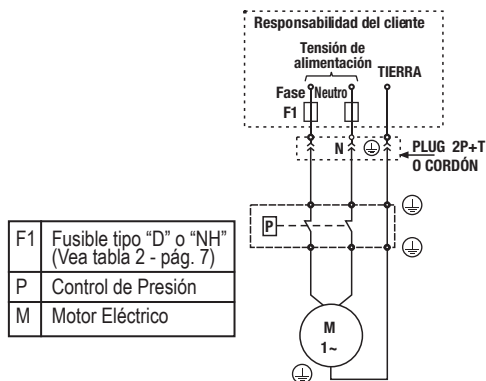 Responsabilidad del cliente
Tensión de
alimentación
TIERRA
Fase Neutro
F1
N
PLUG 2P+T
O CORDÓN
P
M
1~
F1 Fusible tipo “D” o “NH”
(Vea tabla 2 - pág. 7)
P Control de Presión
M Motor Eléctrico